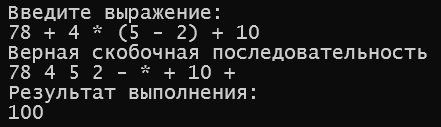 Введите выражение:
78 + 4 * (5 - 2) + 10
Верная скобочная последовательность
78 4 5 2 - * + 10 +
Результат выполнения:
100